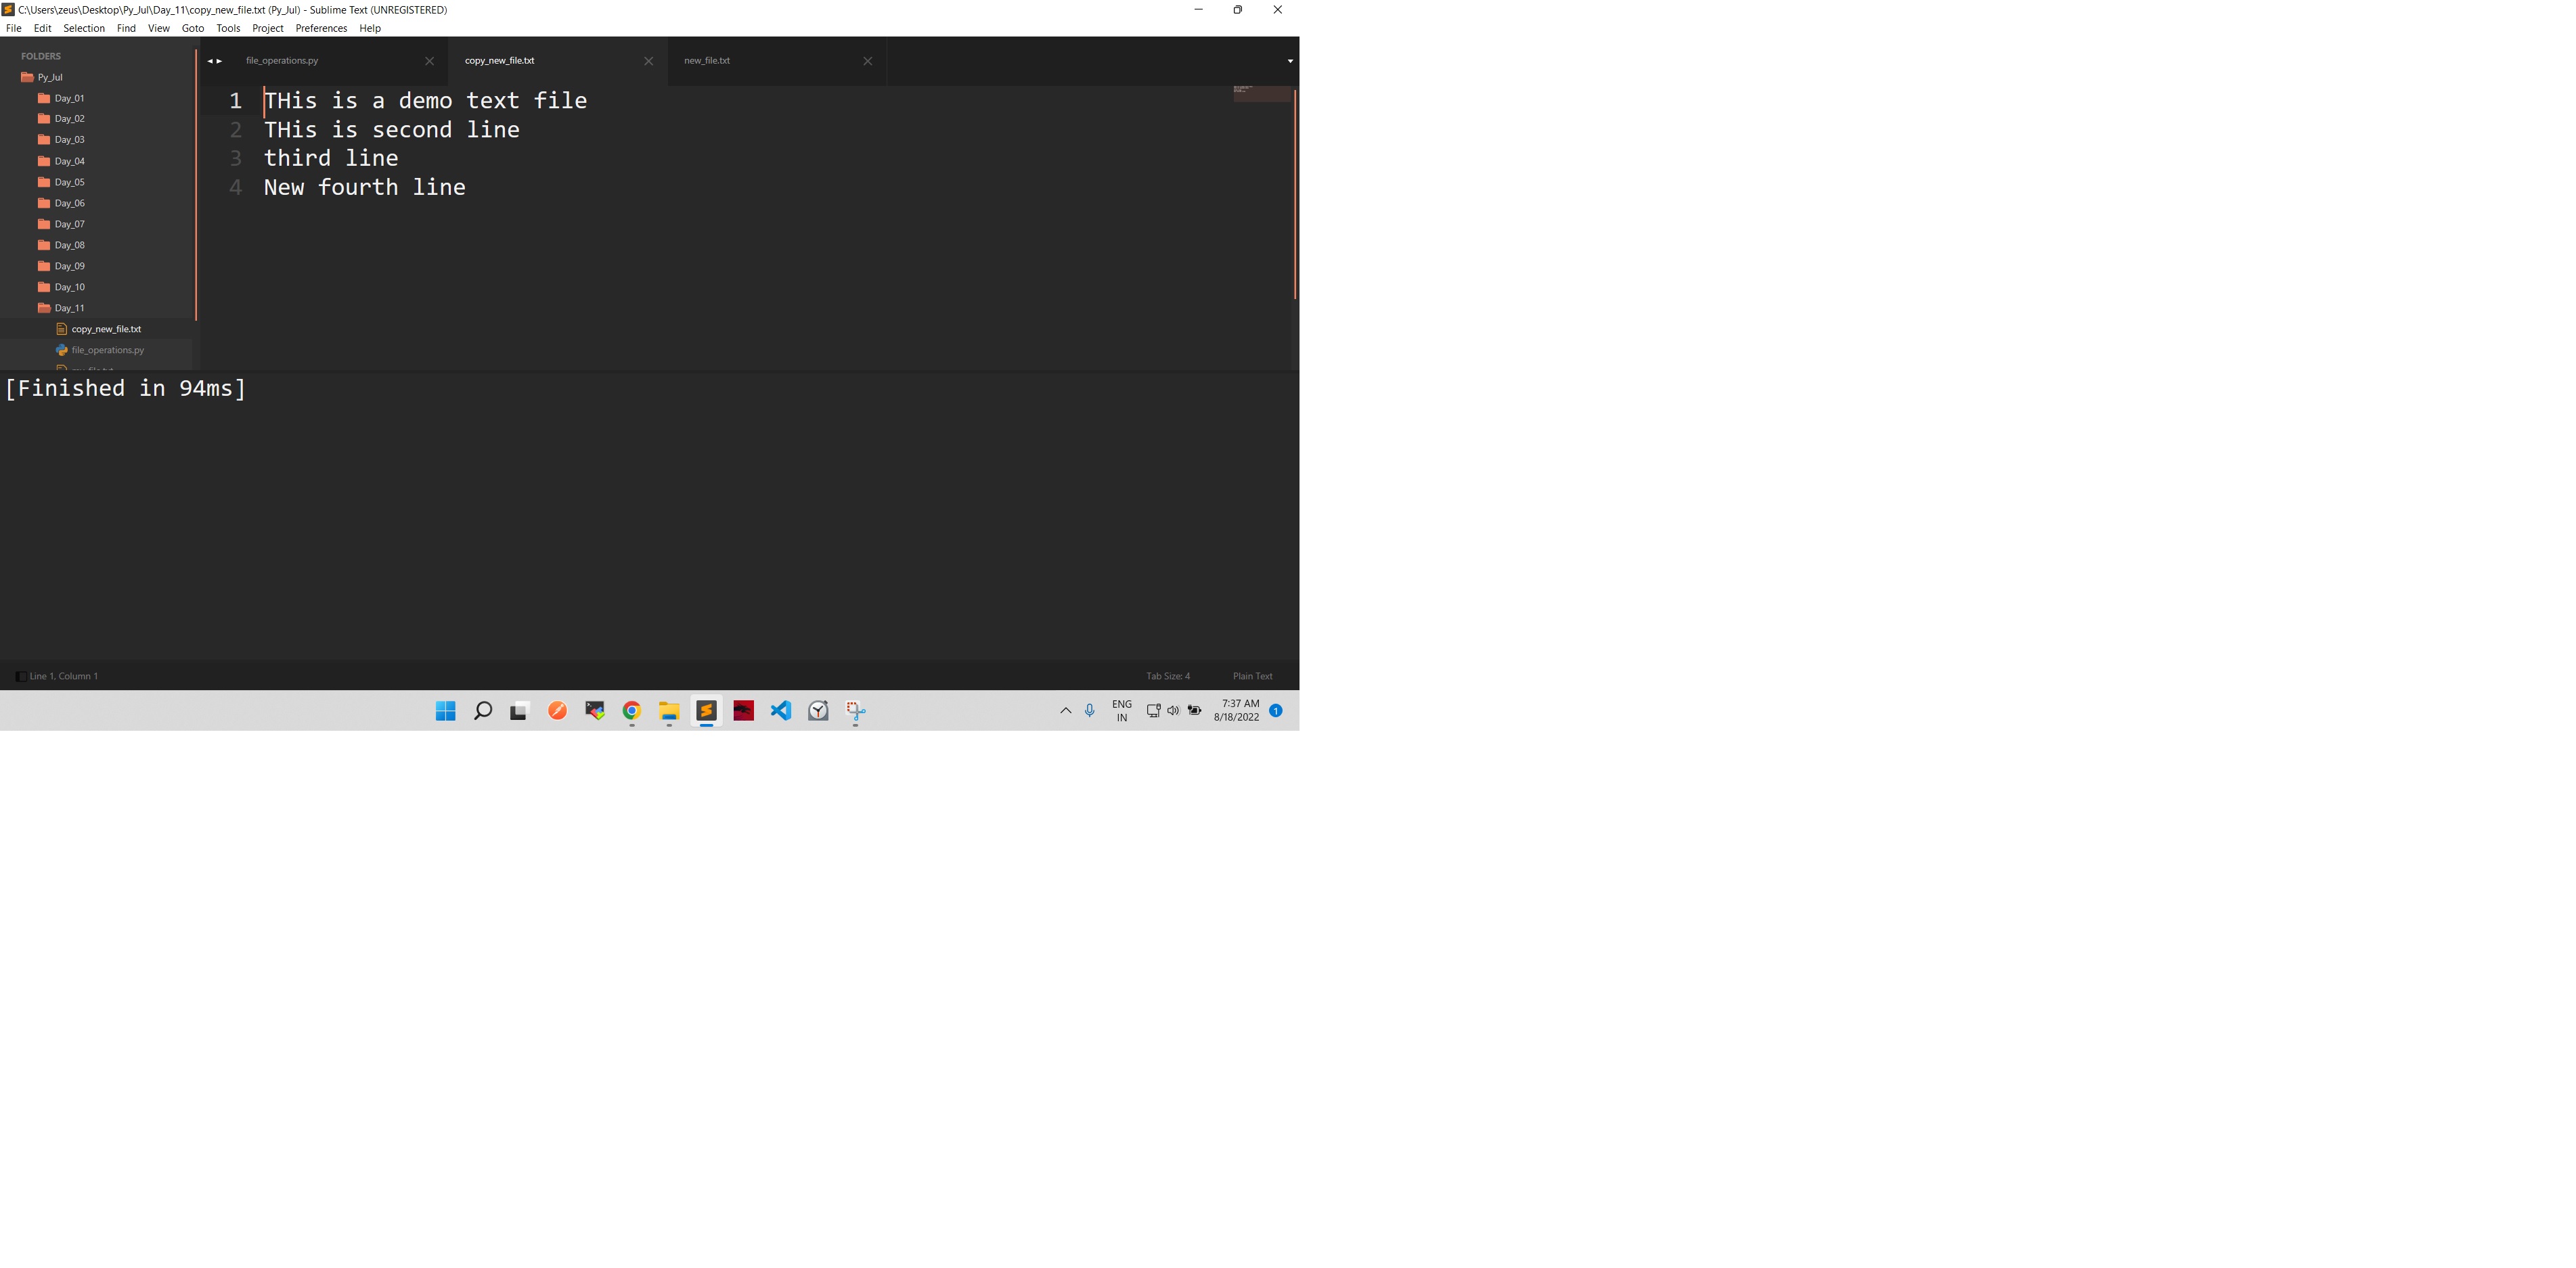 C:\Users\zeus\Desktop\Py_Jul\Day_11\copy_new_file.txt (Py_Jul) - Sublime Text (UNREGISTERED)
File Edit Selection Find View Goto Tools Project Preferences Help
FOLDERS
Py_Jul
Day_01
Day_02
Day_03
Day_04
Day_05
Day_06
Day_07
Day_08
Day_09
Day_10
Day_11
copy_new_file.txt
file_operations.py
file_operations.py copy_new_file.txt new_file.txt
1 THis is a demo text file
2 THis is second line
3 third line
4 New fourth line
[Finished in 94ms]
Line 1, Column 1 Tab Size: 4 Plain Text
ENG
IN
7:37 AM
8/18/2022
1